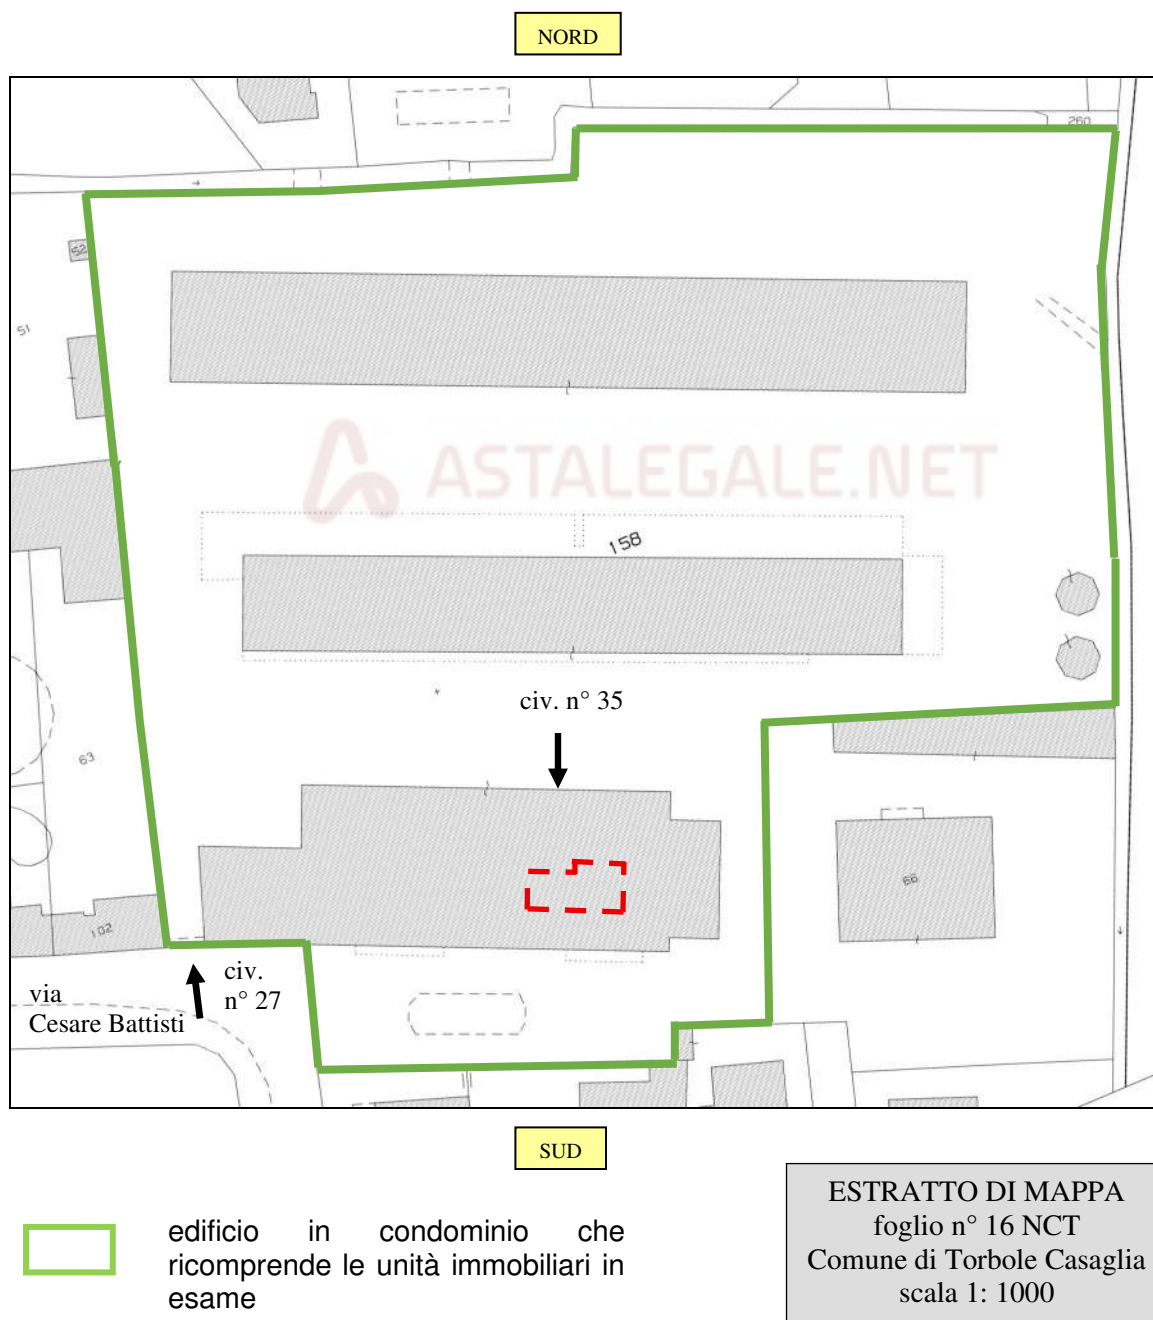 NORD
260
52
51
ASTALEGALE.NET
158
civ. n° 35
63
66
102
civ.
n° 27
via
Cesare Battisti
SUD
edificio in condominio che
ricomprende le unità immobiliari in
esame
ESTRATTO DI MAPPA
foglio n° 16 NCT
Comune di Torbole Casaglia
scala 1: 1000